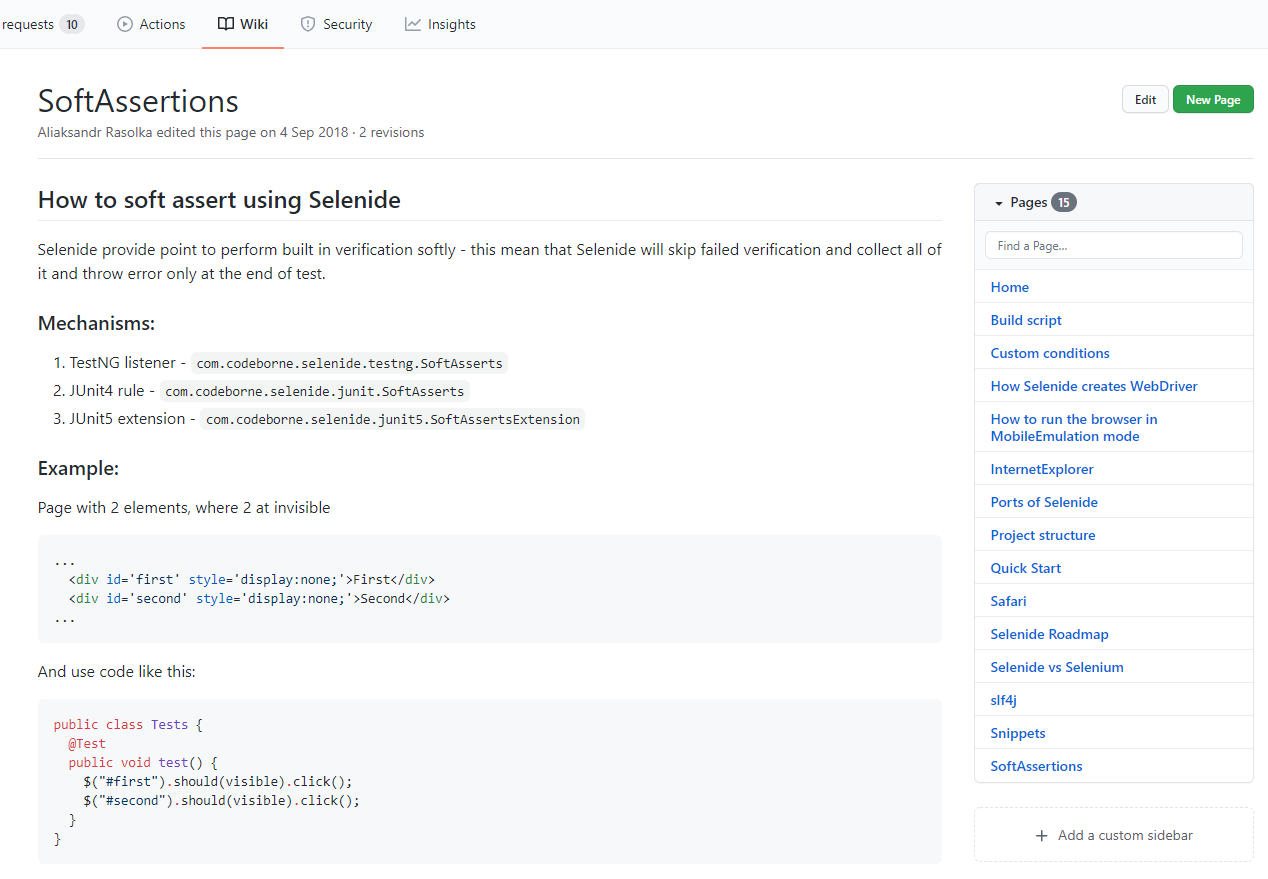 requests 10 Actions Wiki Security Insights
SoftAssertions
Edit New Page
Aliaksandr Rasolka edited this page on 4 Sep 2018 · 2 revisions
How to soft assert using Selenide
Selenide provide point to perform built in verification softly - this mean that Selenide will skip failed verification and collect all of
it and throw error only at the end of test.
Mechanisms:
1. TestNG listener - com.codeborne.selenide.testng.SoftAsserts
2. JUnit4 rule - com.codeborne.selenide.junit.SoftAsserts
3. JUnit5 extension - com.codeborne.selenide.junit5.SoftAssertsExtension
Example:
Page with 2 elements, where 2 at invisible
...
<div id='first' style='display:none;'>First</div>
<div id='second' style='display:none;'>Second</div>
...
And use code like this:
public class Tests {
@Test
public void test() {
$("#first").should(visible).click();
$("#second").should(visible).click();
}
}
Pages 15
Find a Page...
Home
Build script
Custom conditions
How Selenide creates WebDriver
How to run the browser in
MobileEmulation mode
InternetExplorer
Ports of Selenide
Project structure
Quick Start
Safari
Selenide Roadmap
Selenide vs Selenium
slf4j
Snippets
SoftAssertions
+ Add a custom sidebar